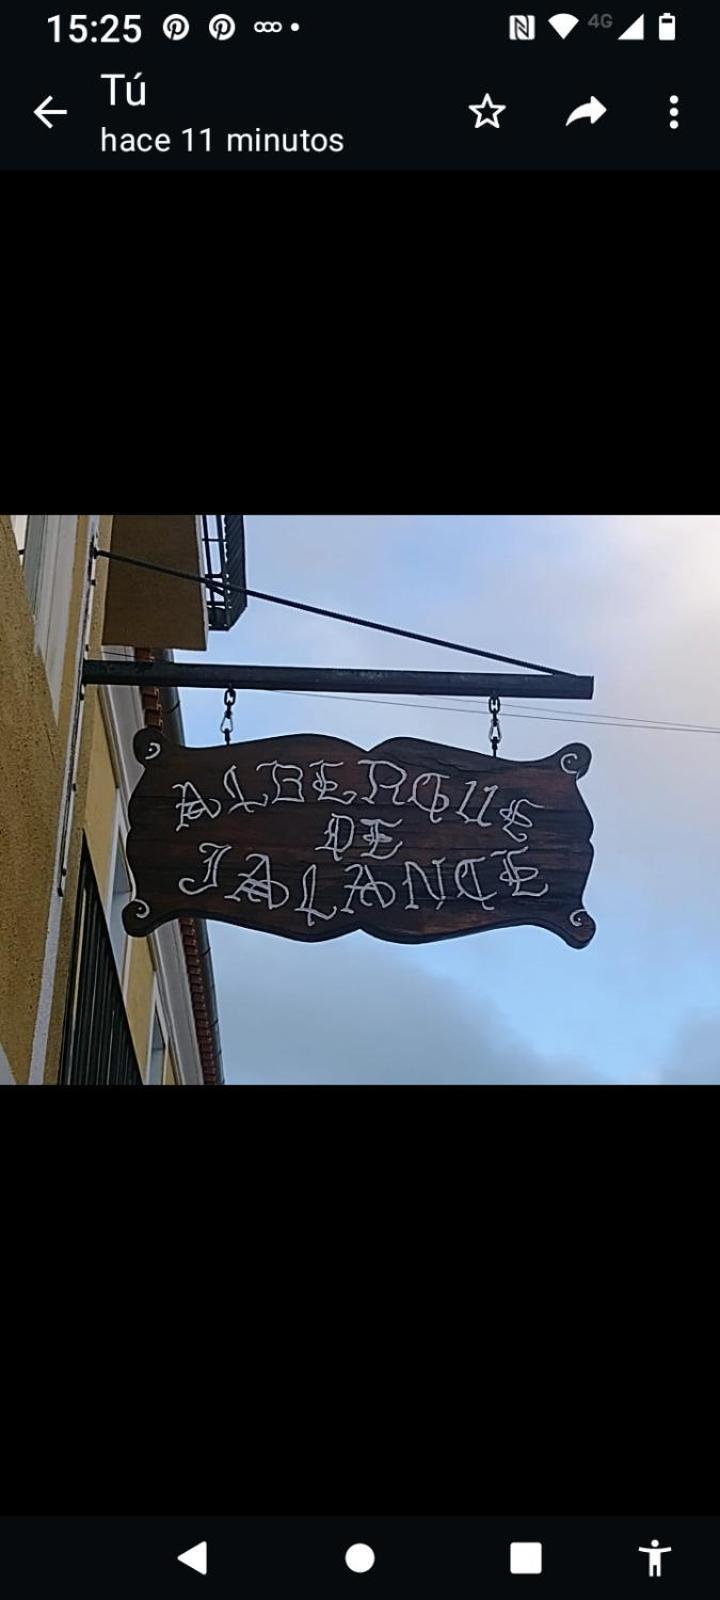 15:25
4G
Tú
hace 11 minutos
ALBERGUE
DE
JALANCE